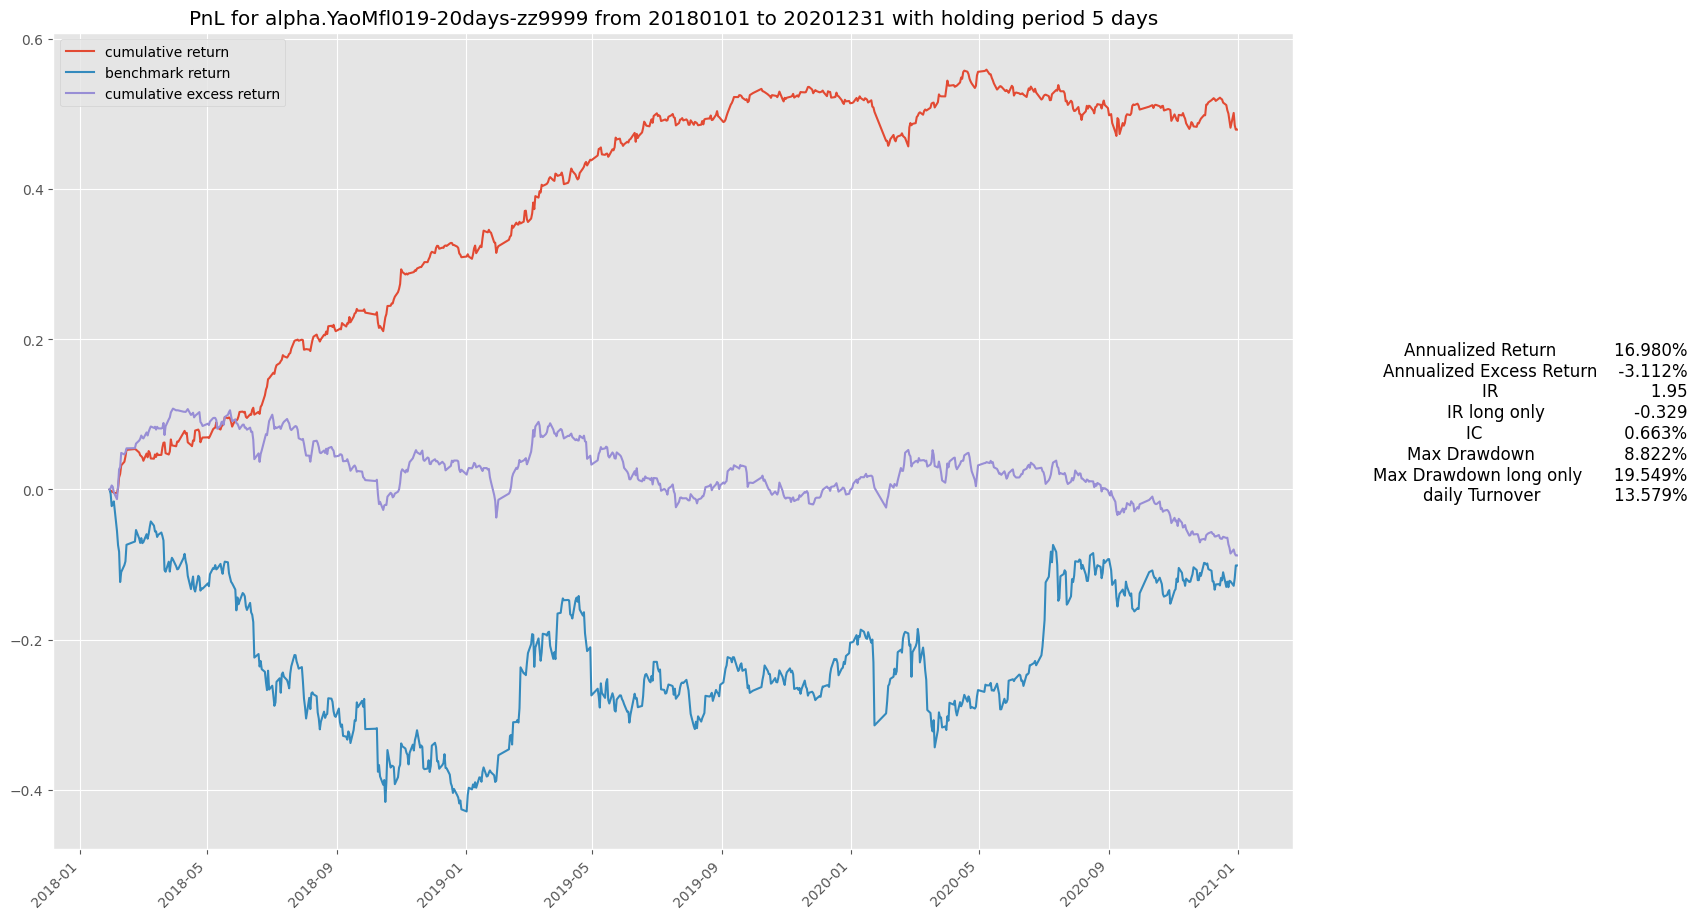 PnL for alpha.YaoMfl019-20days-zz9999 from 20180101 to 20201231 with holding period 5 days
cumulative return
benchmark return
cumulative excess return
0.6
0.4
0.2
0.0
−0.2
−0.4
2018-01
2018-05
2018-09
2019-01
2019-05
2019-09
2020-01
2020-05
2020-09
2021-01
Annualized Return 16.980%
Annualized Excess Return -3.112%
IR 1.95
IR long only -0.329
IC 0.663%
Max Drawdown 8.822%
Max Drawdown long only 19.549%
daily Turnover 13.579%